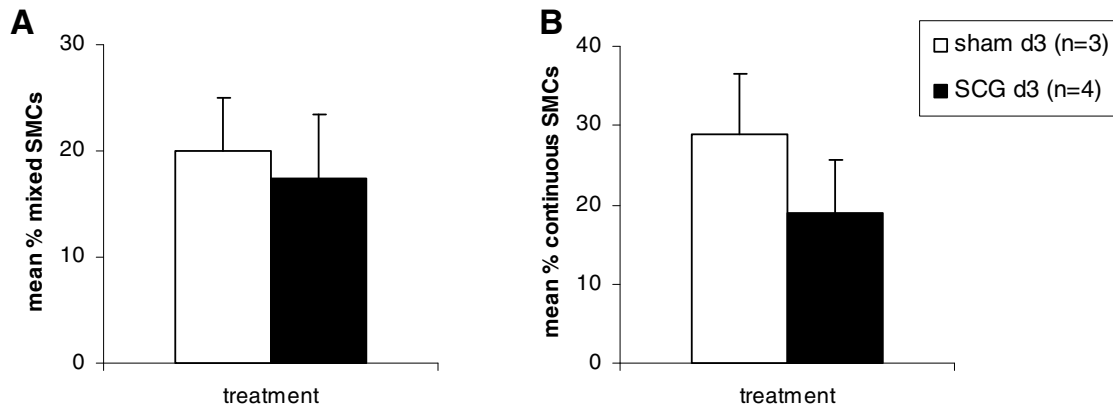 A
mean % mixed SMCs
30
20
10
0
treatment
B
mean % continuous SMCs
40
30
20
10
0
treatment
sham d3 (n=3)
SCG d3 (n=4)